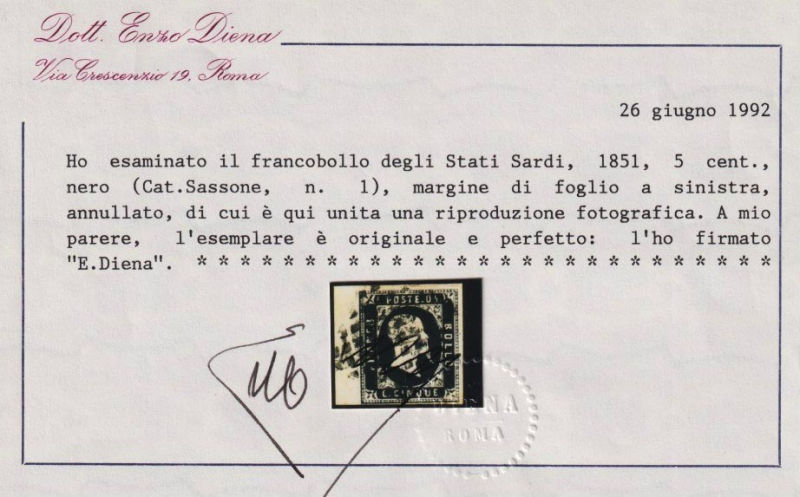 Dott. Enzo Diena
Via Crescenzio 19. Roma
26 giugno 1992
Ho esaminato il francobollo degli Stati Sardi, 1851, 5 cent.,
nero (Cat.Sassone, n. 1), margine di foglio a sinistra,
annullato, di cui è qui unita una riproduzione fotografica. A mio
parere, l'esemplare è originale e perfetto: l'ho firmato
"E.Diena". * * * * * * * * * * * * * * * * * * * * * * * * * * * *
POSTE.
BOLLO
C. CINQUE
DIENA
ROMA